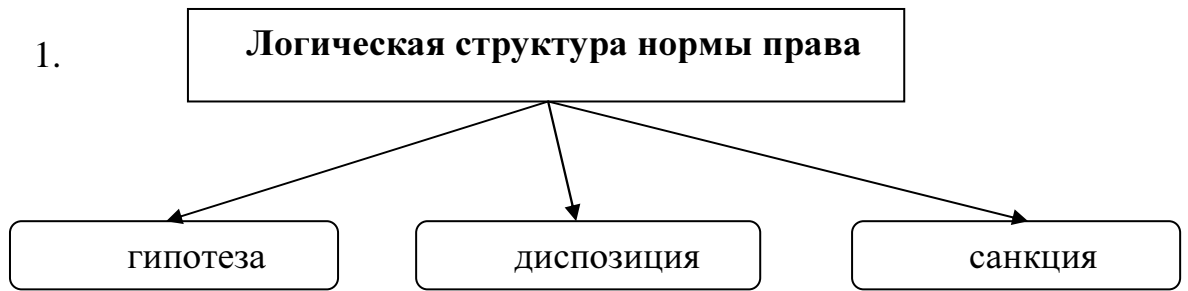 1.
Логическая структура нормы права
гипотеза
диспозиция
санкция